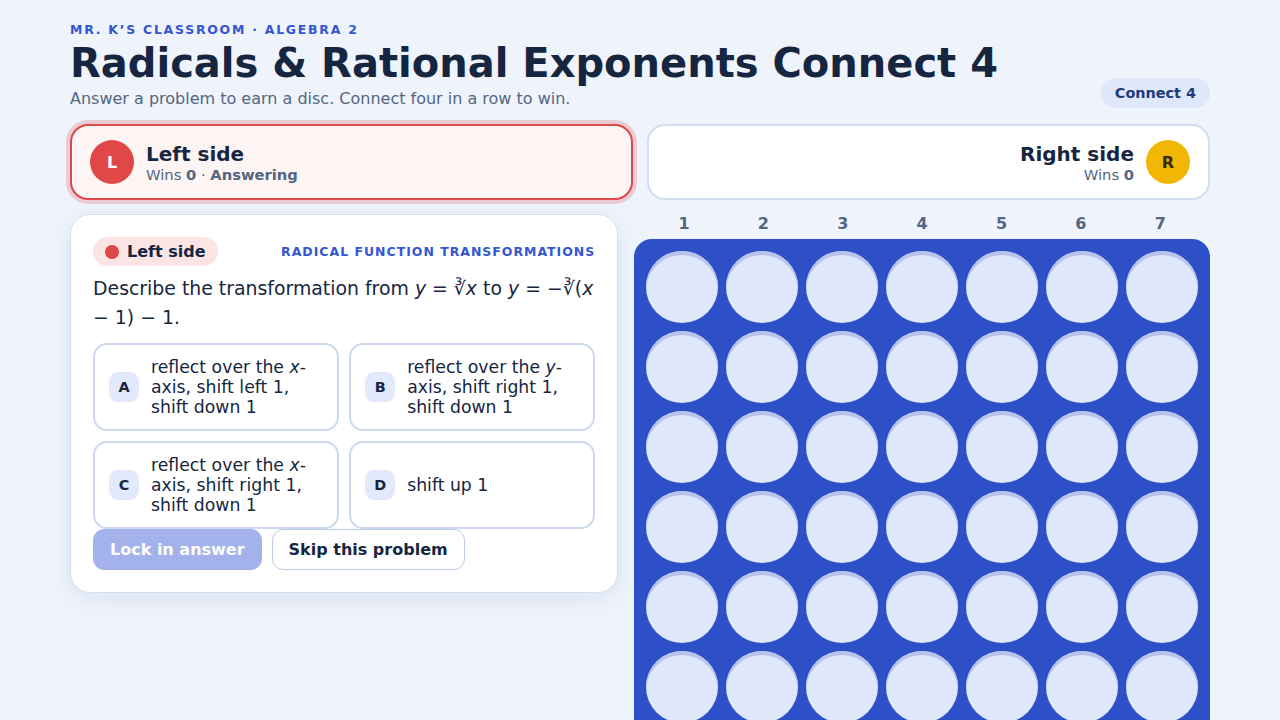 MR. K’S CLASSROOM · ALGEBRA 2
Radicals & Rational Exponents Connect 4
Answer a problem to earn a disc. Connect four in a row to win.
Connect 4
L
Left side
Wins 0 · Answering
Right side
Wins 0
R
Left side
RADICAL FUNCTION TRANSFORMATIONS
Describe the transformation from y = ∛x to y = −∛(x
− 1) − 1.
A
reflect over the x-
axis, shift left 1,
shift down 1
B
reflect over the y-
axis, shift right 1,
shift down 1
C
reflect over the x-
axis, shift right 1,
shift down 1
D
shift up 1
Lock in answer
Skip this problem
1 2 3 4 5 6 7